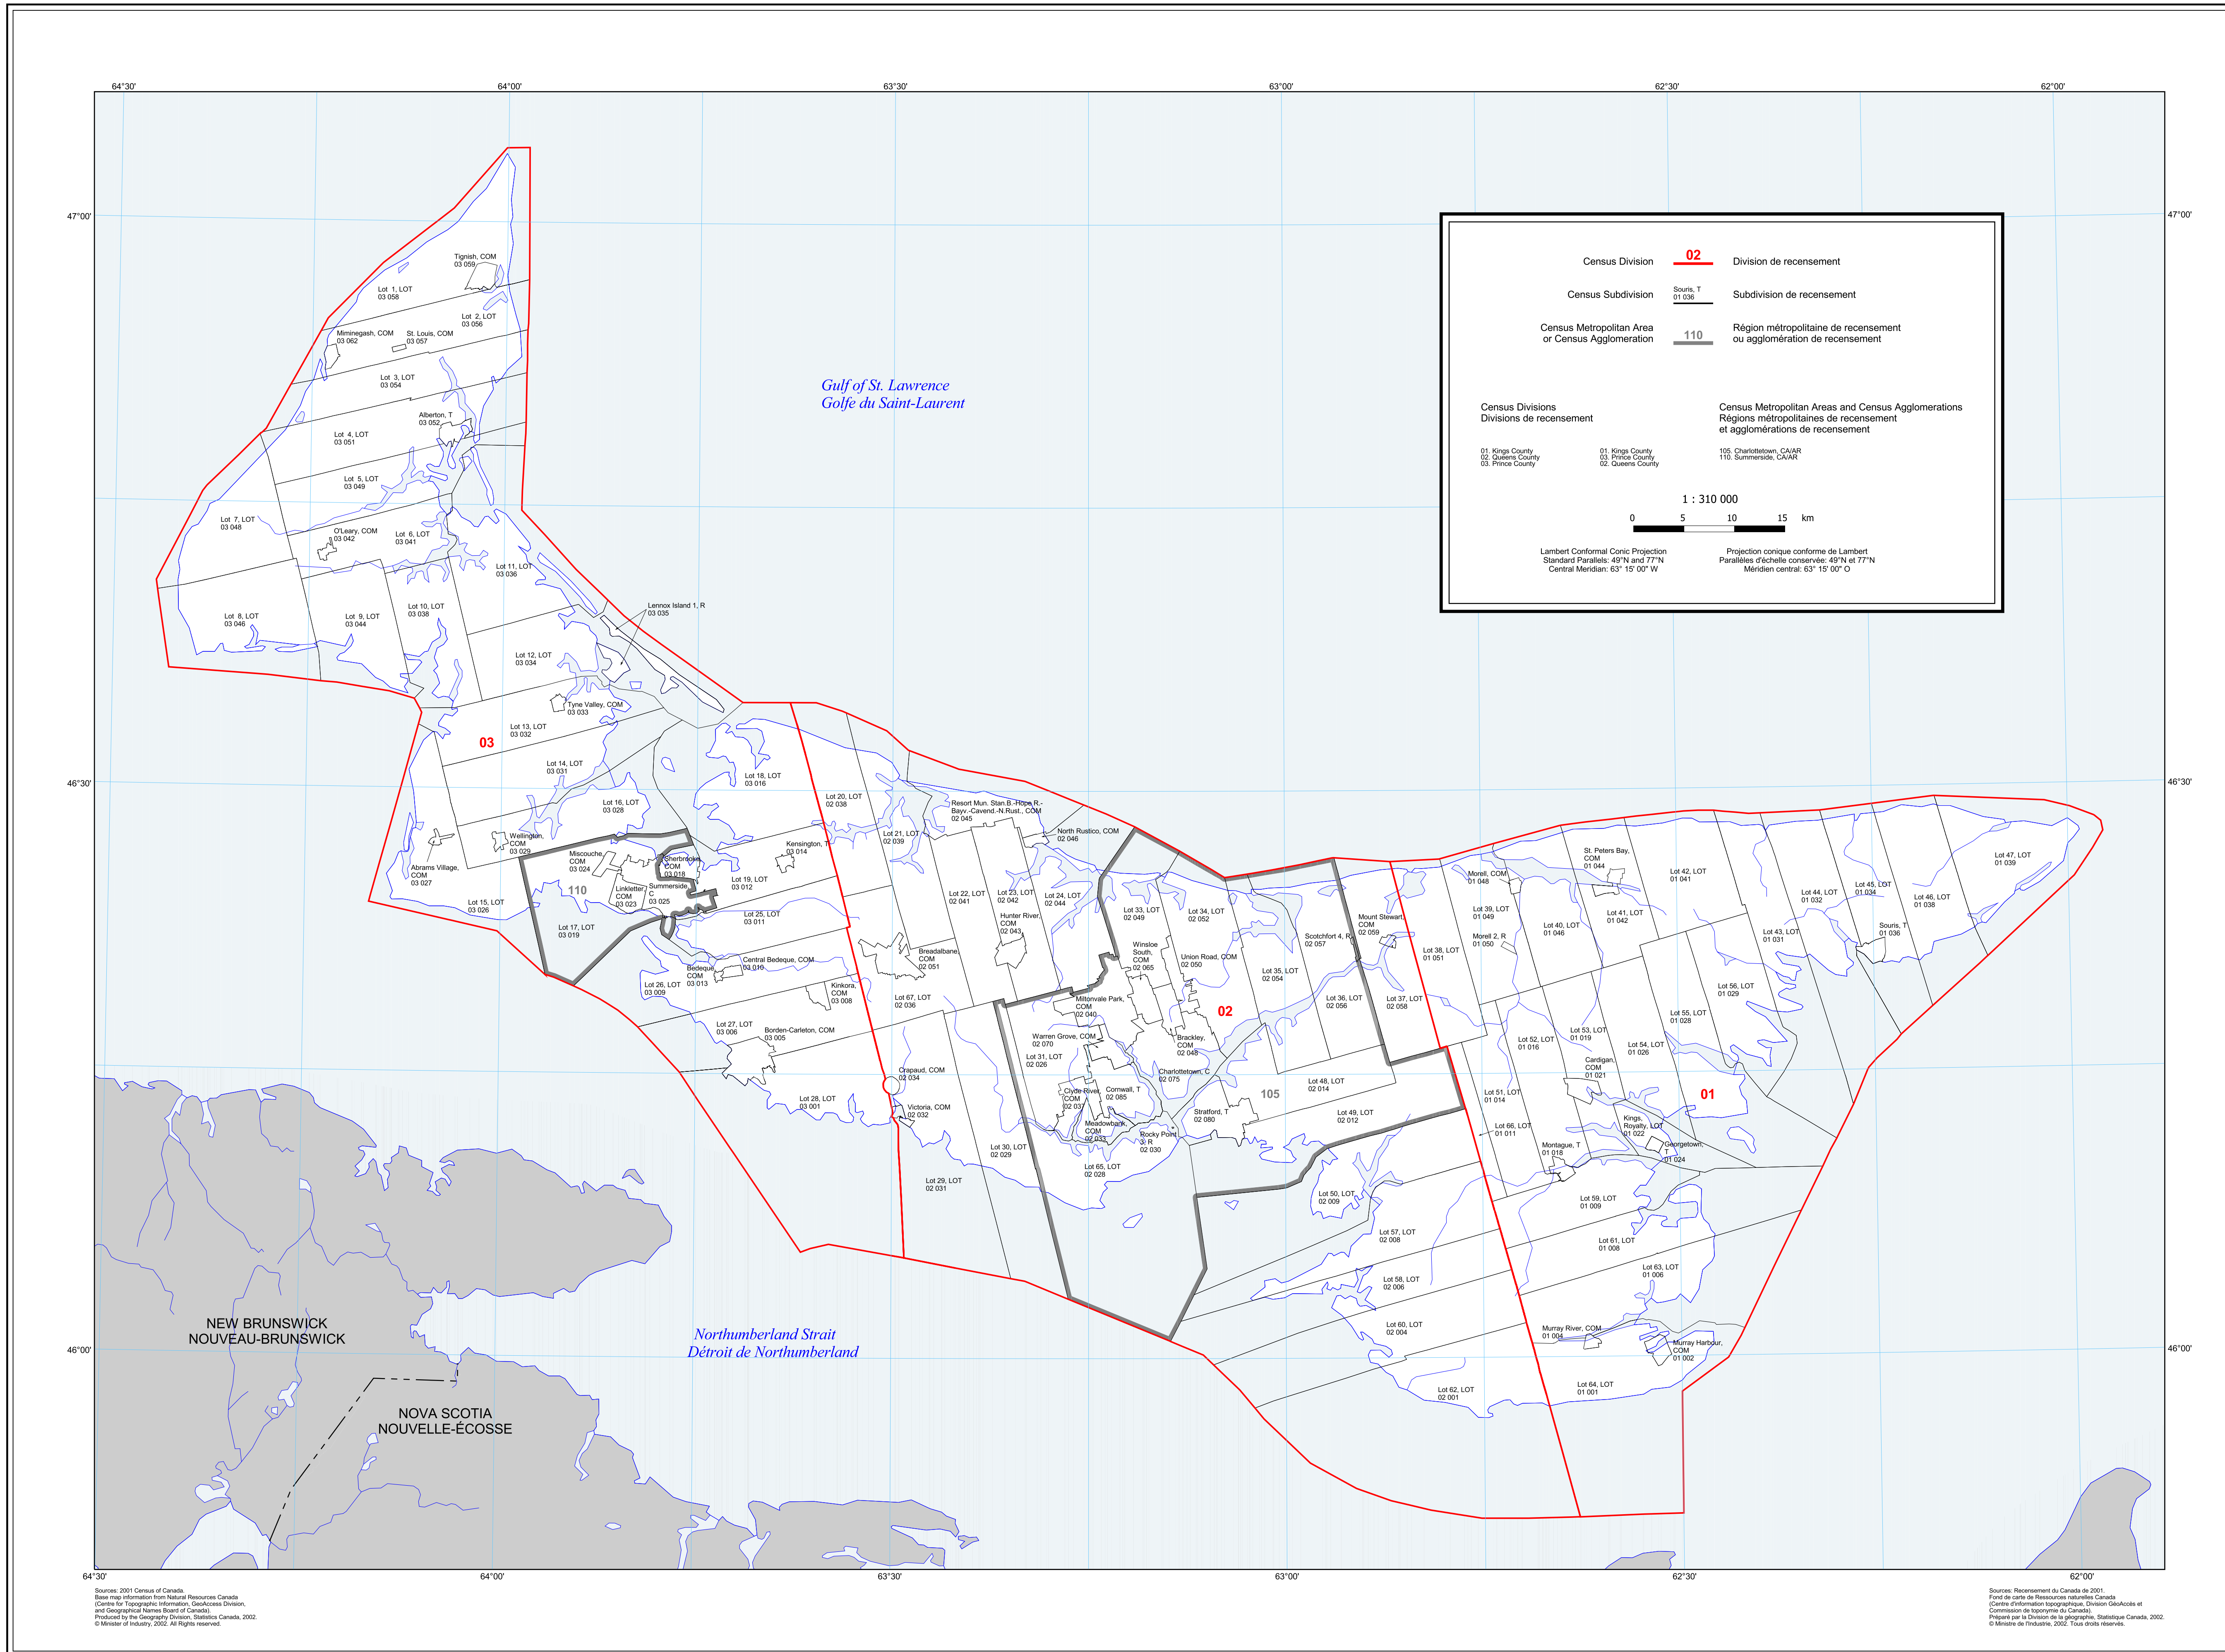 64°30'
64°00'
63°30'
63°00'
62°30'
62°00'
47°00'
47°00'
Tignish, COM
03 059
Lot 1, LOT
03 058
Lot 2, LOT
03 056
Miminegash, COM
03 062
St. Louis, COM
03 057
Lot 3, LOT
03 054
Alberton, T
03 052
Lot 4, LOT
03 051
Lot 5, LOT
03 049
Lot 7, LOT
03 048
O'Leary, COM
03 042
Lot 6, LOT
03 041
Lot 11, LOT
03 036
Lot 8, LOT
03 046
Lot 9, LOT
03 044
Lot 10, LOT
03 038
Lennox Island 1, R
03 035
Lot 12, LOT
03 034
Tyne Valley, COM
03 033
Lot 13, LOT
03 032
03
Lot 14, LOT
03 031
Lot 16, LOT
03 028
Lot 18, LOT
03 016
Gulf of St. Lawrence
Golfe du Saint-Laurent
Census Division
02
Division de recensement
Census Subdivision
Souris, T
01 036
Subdivision de recensement
Census Metropolitan Area
or Census Agglomeration
110
Région métropolitaine de recensement
ou agglomération de recensement
Census Divisions
Divisions de recensement
Census Metropolitan Areas and Census Agglomerations
Régions métropolitaines de recensement
et agglomérations de recensement
01. Kings County
02. Queens County
03. Prince County
01. Kings County
03. Prince County
02. Queens County
105. Charlottetown, CA/AR
110. Summerside, CA/AR
1 : 310 000
0 5 10 15 km
Lambert Conformal Conic Projection
Standard Parallels: 49°N and 77°N
Central Meridian: 63° 15' 00" W
Projection conique conforme de Lambert
Parallèles d'échelle conservée: 49°N et 77°N
Méridien central: 63° 15' 00" O
46°30'
46°30'
Wellington,
COM
03 029
Abrams Village,
COM
03 027
Lot 15, LOT
03 026
Miscouche,
COM
03 024
110
Linkletter,
COM
03 023
Sherbrooke,
COM
03 018
Summerside,
C
03 025
Lot 17, LOT
03 019
Kensington, T
03 014
Lot 19, LOT
03 012
Lot 25, LOT
03 011
Central Bedeque, COM
03 010
Bedeque,
COM
03 013
Lot 26, LOT
03 009
Kinkora,
COM
03 008
Lot 27, LOT
03 006
Borden-Carleton, COM
03 005
Lot 28, LOT
03 001
Lot 20, LOT
02 038
Lot 21, LOT
02 039
Resort Mun. Stan.B.-Hope R.-
Bayv.-Cavend.-N.Rust., COM
02 045
North Rustico, COM
02 046
Lot 22, LOT
02 041
Lot 23, LOT
02 042
Lot 24, LOT
02 044
Hunter River,
COM
02 043
Breadalbane,
COM
02 051
Lot 67, LOT
02 036
Crapaud, COM
02 034
Victoria, COM
02 032
Lot 29, LOT
02 031
Lot 30, LOT
02 029
Lot 33, LOT
02 049
Lot 34, LOT
02 052
Winsloe
South,
COM
02 065
Union Road, COM
02 050
02
Miltonvale Park,
COM
02 040
Warren Grove, COM
02 070
Lot 31, LOT
02 026
Brackley,
COM
02 048
Charlottetown, C
02 075
Clyde River,
COM
02 037
Cornwall, T
02 085
Meadowbank,
COM
02 033
Rocky Point
3, R
02 030
Lot 65, LOT
02 028
Stratford, T
02 080
105
Lot 35, LOT
02 054
Scotchfort 4, R
02 057
Mount Stewart,
COM
02 059
Lot 36, LOT
02 056
Lot 37, LOT
02 058
Lot 48, LOT
02 014
Lot 49, LOT
02 012
Lot 50, LOT
02 009
Lot 57, LOT
02 008
Lot 58, LOT
02 006
Lot 60, LOT
02 004
Lot 62, LOT
02 001
Lot 38, LOT
01 051
Morell, COM
01 048
Lot 39, LOT
01 049
Morell 2, R
01 050
Lot 40, LOT
01 046
St. Peters Bay,
COM
01 044
Lot 41, LOT
01 042
Lot 42, LOT
01 041
Lot 43, LOT
01 031
Lot 44, LOT
01 032
Lot 45, LOT
01 034
Souris, T
01 036
Lot 46, LOT
01 038
Lot 47, LOT
01 039
Lot 56, LOT
01 029
Lot 55, LOT
01 028
Lot 54, LOT
01 026
Lot 53, LOT
01 019
Lot 52, LOT
01 016
Cardigan,
COM
01 021
01
Lot 51, LOT
01 014
Lot 66, LOT
01 011
Kings,
Royalty, LOT
01 022
Georgetown,
T
01 024
Montague, T
01 018
Lot 59, LOT
01 009
Lot 61, LOT
01 008
Lot 63, LOT
01 006
Murray River, COM
01 004
Murray Harbour,
COM
01 002
Lot 64, LOT
01 001
NEW BRUNSWICK
NOUVEAU-BRUNSWICK
Northumberland Strait
Détroit de Northumberland
46°00'
46°00'
NOVA SCOTIA
NOUVELLE-ÉCOSSE
64°30'
64°00'
63°30'
63°00'
62°30'
62°00'
Sources: 2001 Census of Canada.
Base map information from Natural Resources Canada
(Centre for Topographic Information, GeoAccess Division,
and Geographical Names Board of Canada).
Produced by the Geography Division, Statistics Canada, 2002.
© Minister of Industry, 2002. All Rights reserved.
Sources: Recensement du Canada de 2001.
Fond de carte de Ressources naturelles Canada
(Centre d'information topographique, Division GéoAccès et
Commission de toponymie du Canada).
Préparé par la Division de la géographie, Statistique Canada, 2002.
© Ministre de l'Industrie, 2002. Tous droits réservés.